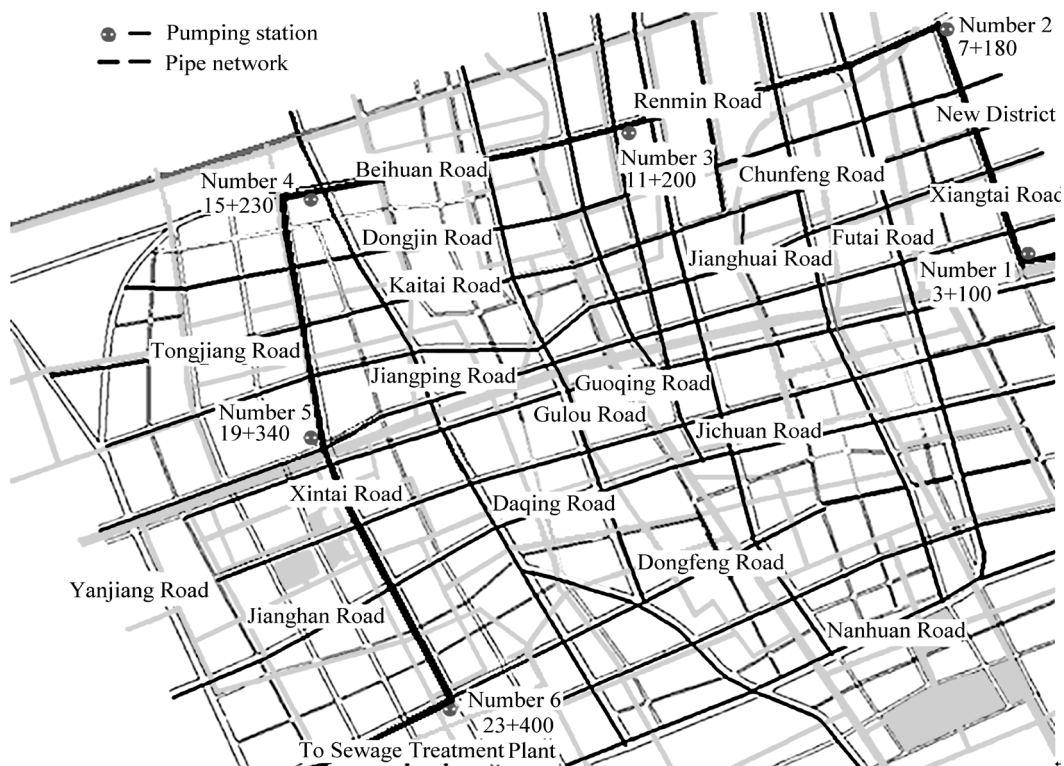 Pumping station
Pipe network
Number 2
7+180
Renmin Road
New District
Number 3
11+200
Beihuan Road
Number 4
15+230
Chunfeng Road
Xiangtai Road
Dongjin Road
Futai Road
Jianghuai Road
Kaitai Road
Number 1
3+100
Tongjiang Road
Jiangping Road
Guoqing Road
Number 5
19+340
Gulou Road
Jichuan Road
Xintai Road
Daqing Road
Dongfeng Road
Yanjiang Road
Jianghan Road
Nanhuan Road
Number 6
23+400
To Sewage Treatment Plant